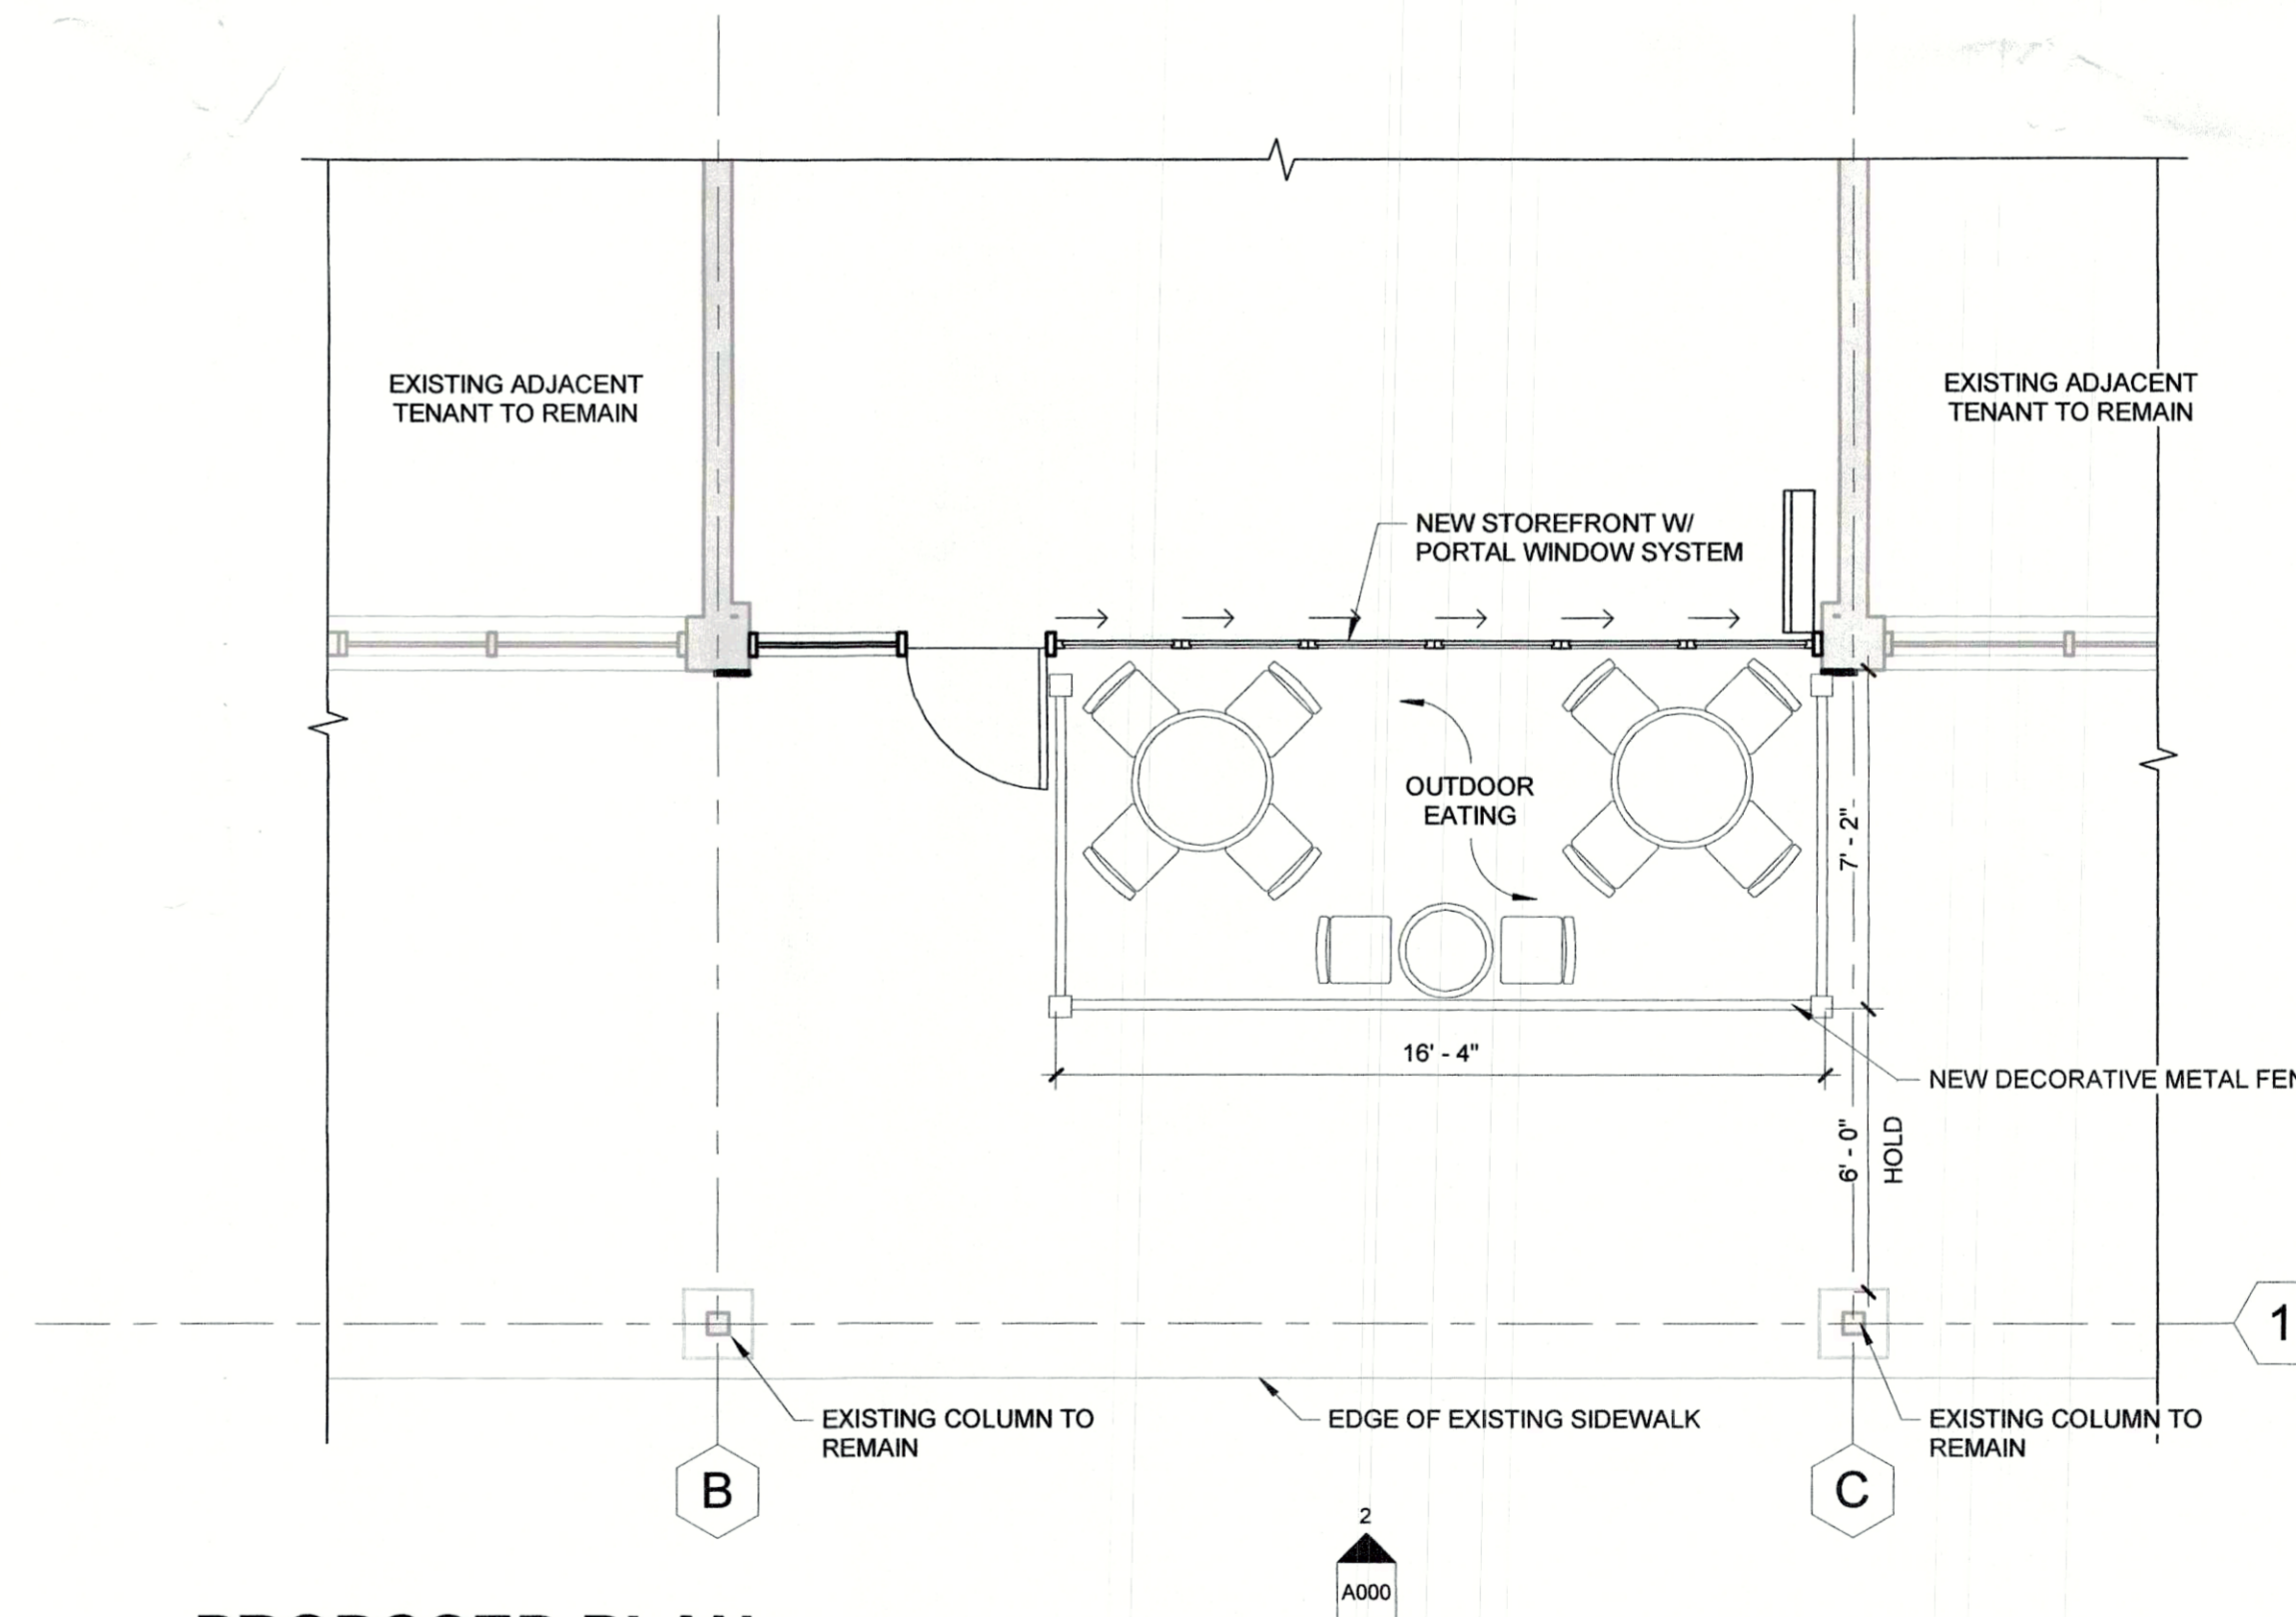 EXISTING ADJACENT
TENANT TO REMAIN
EXISTING ADJACENT
TENANT TO REMAIN
NEW STOREFRONT W/
PORTAL WINDOW SYSTEM
OUTDOOR
EATING
7' - 2"
16' - 4"
NEW DECORATIVE METAL FEN
6' - 0"
HOLD
1
EXISTING COLUMN TO
REMAIN
EDGE OF EXISTING SIDEWALK
EXISTING COLUMN TO
REMAIN
B
C
2
A000